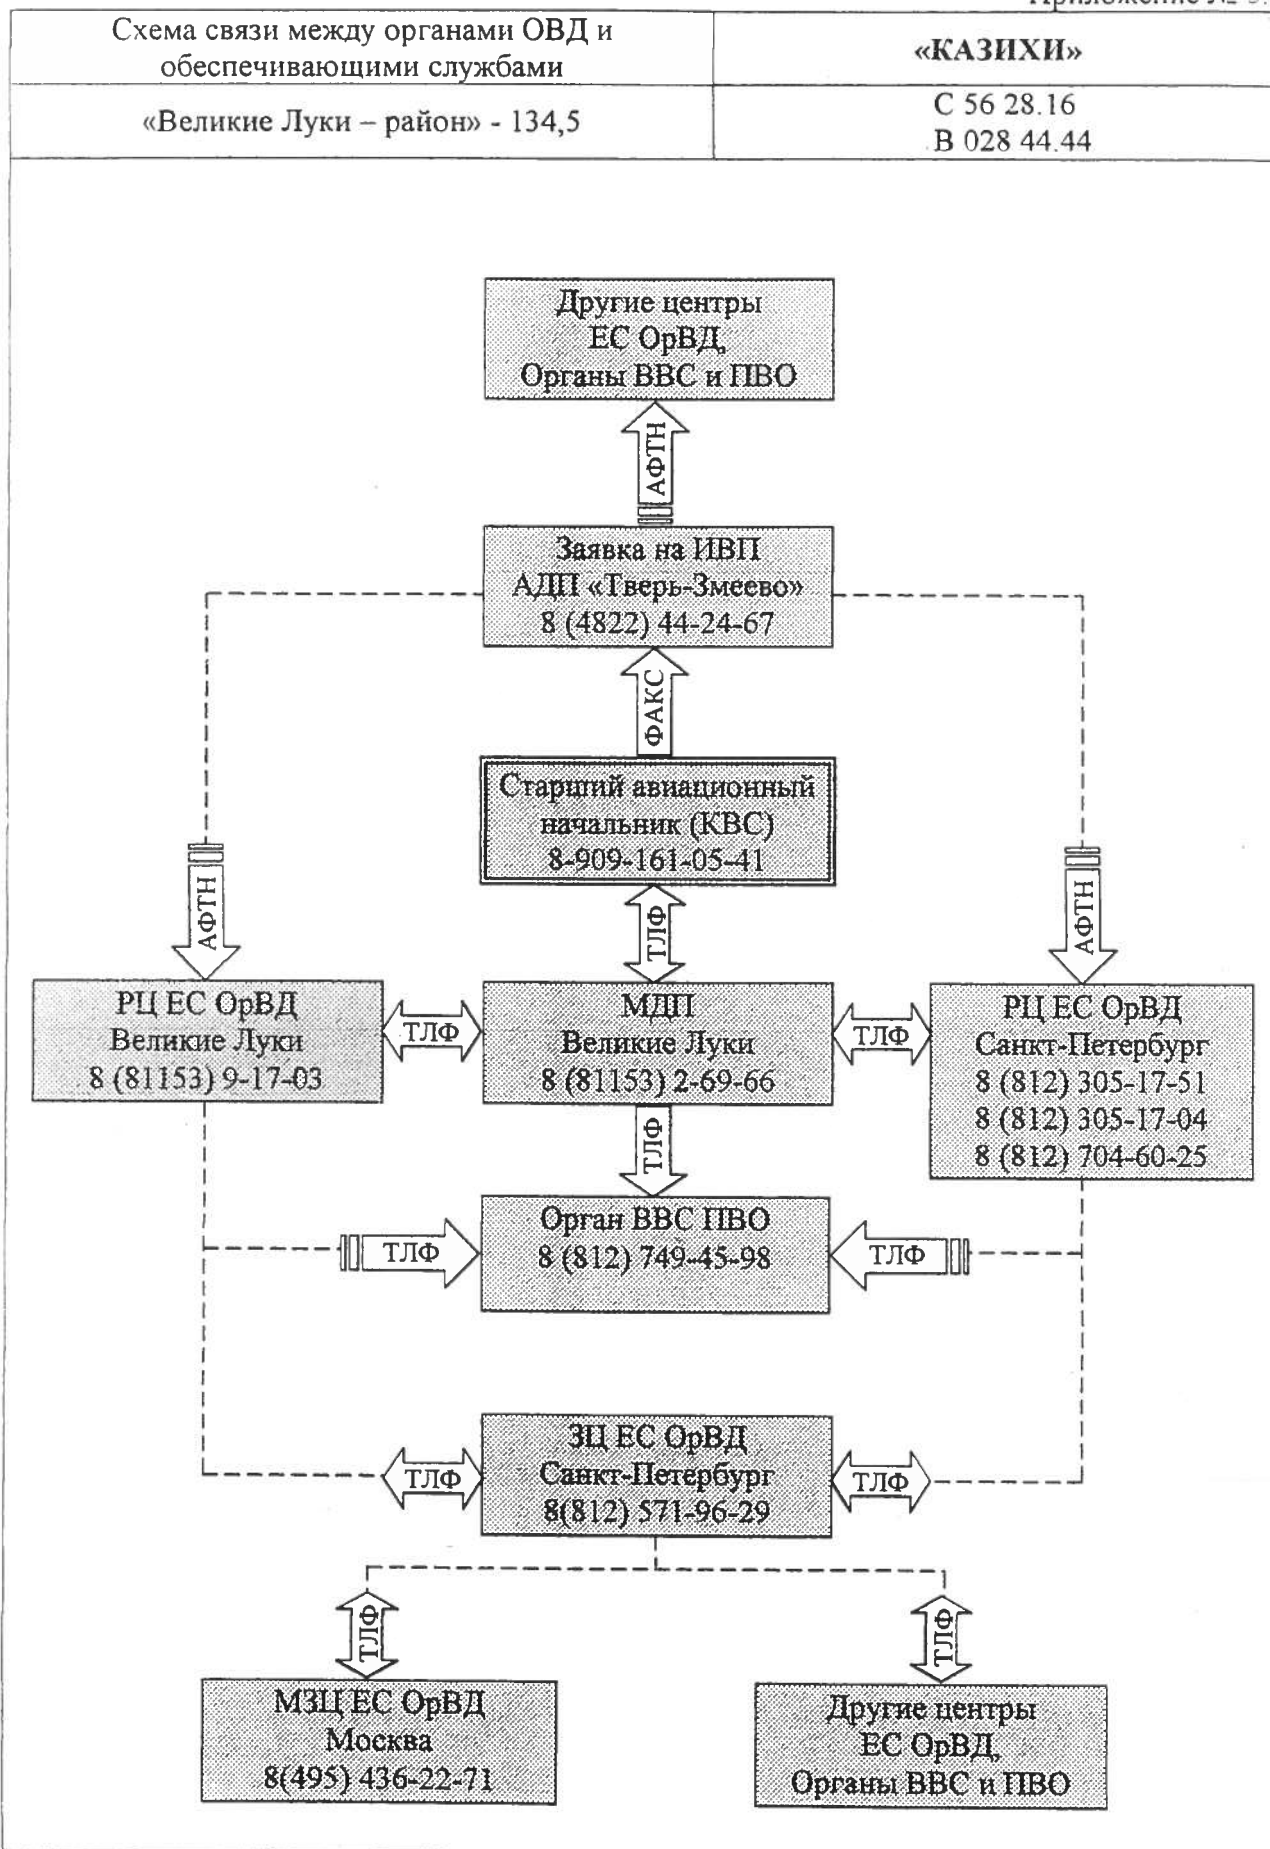 Приложение №
Схема связи между органами ОВД и
обеспечивающими службами
«КАЗИХИ»
«Великие Луки – район» - 134,5
С 56 28.16
В 028 44.44
Другие центры
ЕС ОрВД,
Органы ВВС и ПВО
АФТН
Заявка на ИВП
АДП «Тверь-Змеево»
8 (4822) 44-24-67
ФАКС
Старший авиационный
начальник (КВС)
8-909-161-05-41
АФТН
ТЛФ
АФТН
РЦ ЕС ОрВД
Великие Луки
8 (81153) 9-17-03
ТЛФ
МДП
Великие Луки
8 (81153) 2-69-66
ТЛФ
РЦ ЕС ОрВД
Санкт-Петербург
8 (812) 305-17-51
8 (812) 305-17-04
8 (812) 704-60-25
ТЛФ
ТЛФ
Орган ВВС ПВО
8 (812) 749-45-98
ТЛФ
ТЛФ
ЗЦ ЕС ОрВД
Санкт-Петербург
8(812) 571-96-29
ТЛФ
ТЛФ
ТЛФ
МЗЦ ЕС ОрВД
Москва
8(495) 436-22-71
Другие центры
ЕС ОрВД,
Органы ВВС и ПВО